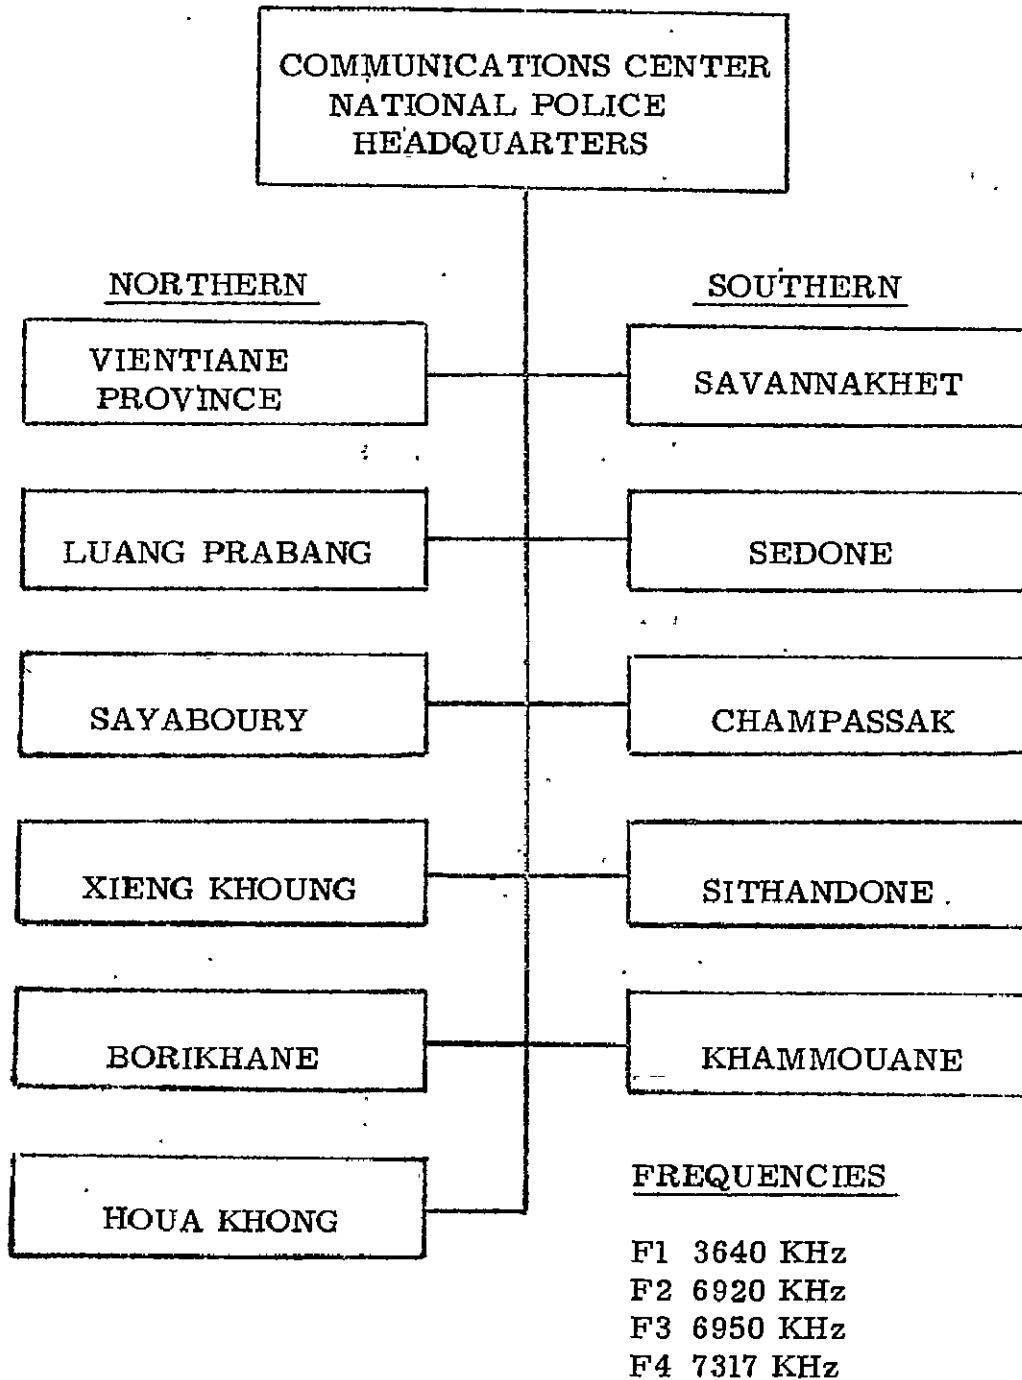 COMMUNICATIONS CENTER
NATIONAL POLICE
HEADQUARTERS
NORTHERN
VIENTIANE
PROVINCE
LUANG PRABANG
SAYABOURY
XIENG KHOUNG
BORIKHANE
HOUA KHONG
SOUTHERN
SAVANNAKHET
SEDONE
CHAMPASSAK
SITHANDONE
KHAMMOUANE
FREQUENCIES
F1 3640 KHz
F2 6920 KHz
F3 6950 KHz
F4 7317 KHz